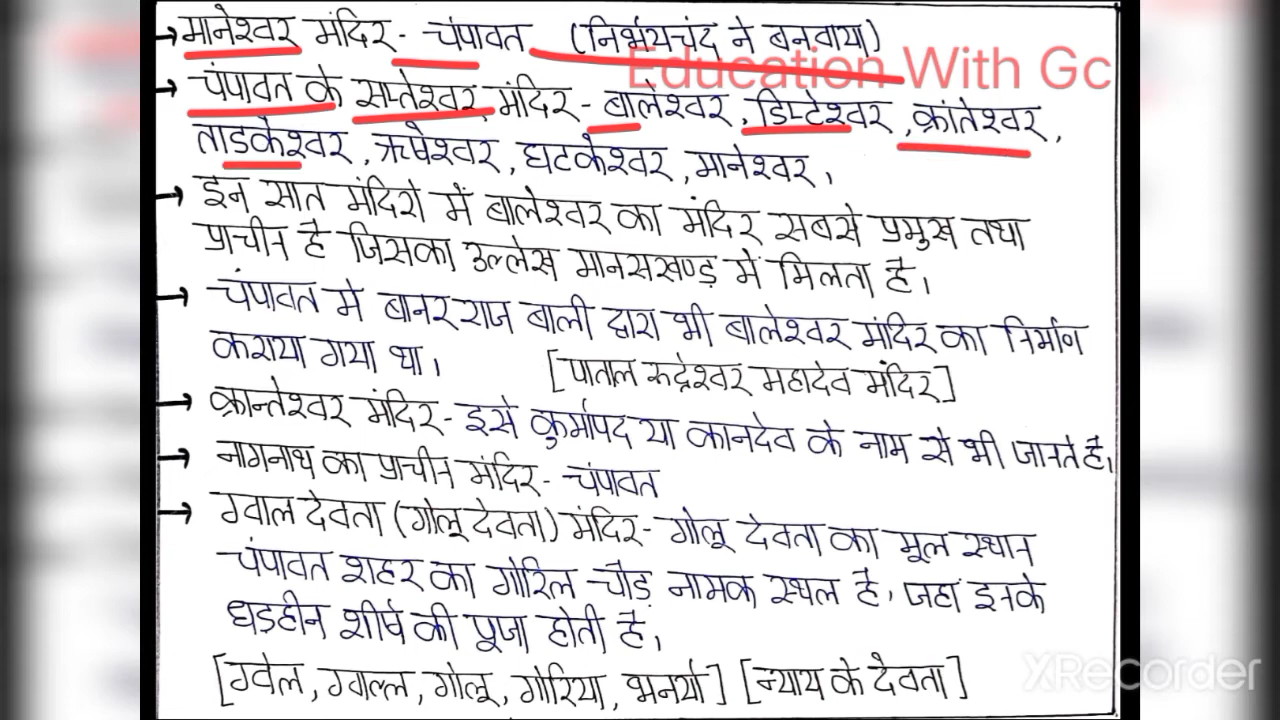 → मानेश्वर मंदिर - चंपावत (निर्भयचंद ने बनवाया)
Education With Gc
→ चंपावत के सप्तेश्वर मंदिर - बालेश्वर, डिप्टेश्वर, क्रांतेश्वर,
ताडकेश्वर, ऋषेश्वर, घटकेश्वर, मानेश्वर,
→ इन सात मंदिरो में बालेश्वर का मंदिर सबसे प्रमुख तथा
प्राचीन है जिसका उल्लेख मानसखण्ड में मिलता है।
→ चंपावत मे बानर राज बाली द्वारा भी बालेश्वर मंदिर का निर्माण
कराया गया था। [पाताल रुद्रेश्वर महादेव मंदिर]
→ क्रान्तेश्वर मंदिर - इसे कुर्मापद या कानदेव के नाम से भी जानते है,
→ नागनाथ का प्राचीन मंदिर - चंपावत
→ ग्वाल देवता (गोलू देवता) मंदिर - गोलू देवता का मूल स्थान
चंपावत शहर का गोरिल चौड़ नामक स्थल है, जहां इनके
धड़हीन शीर्ष की पूजा होती है,
[ग्वेल, ग्वाल्ल, गोलू, गोरिया, भनर्या] [न्याय के देवता]
XRecorder